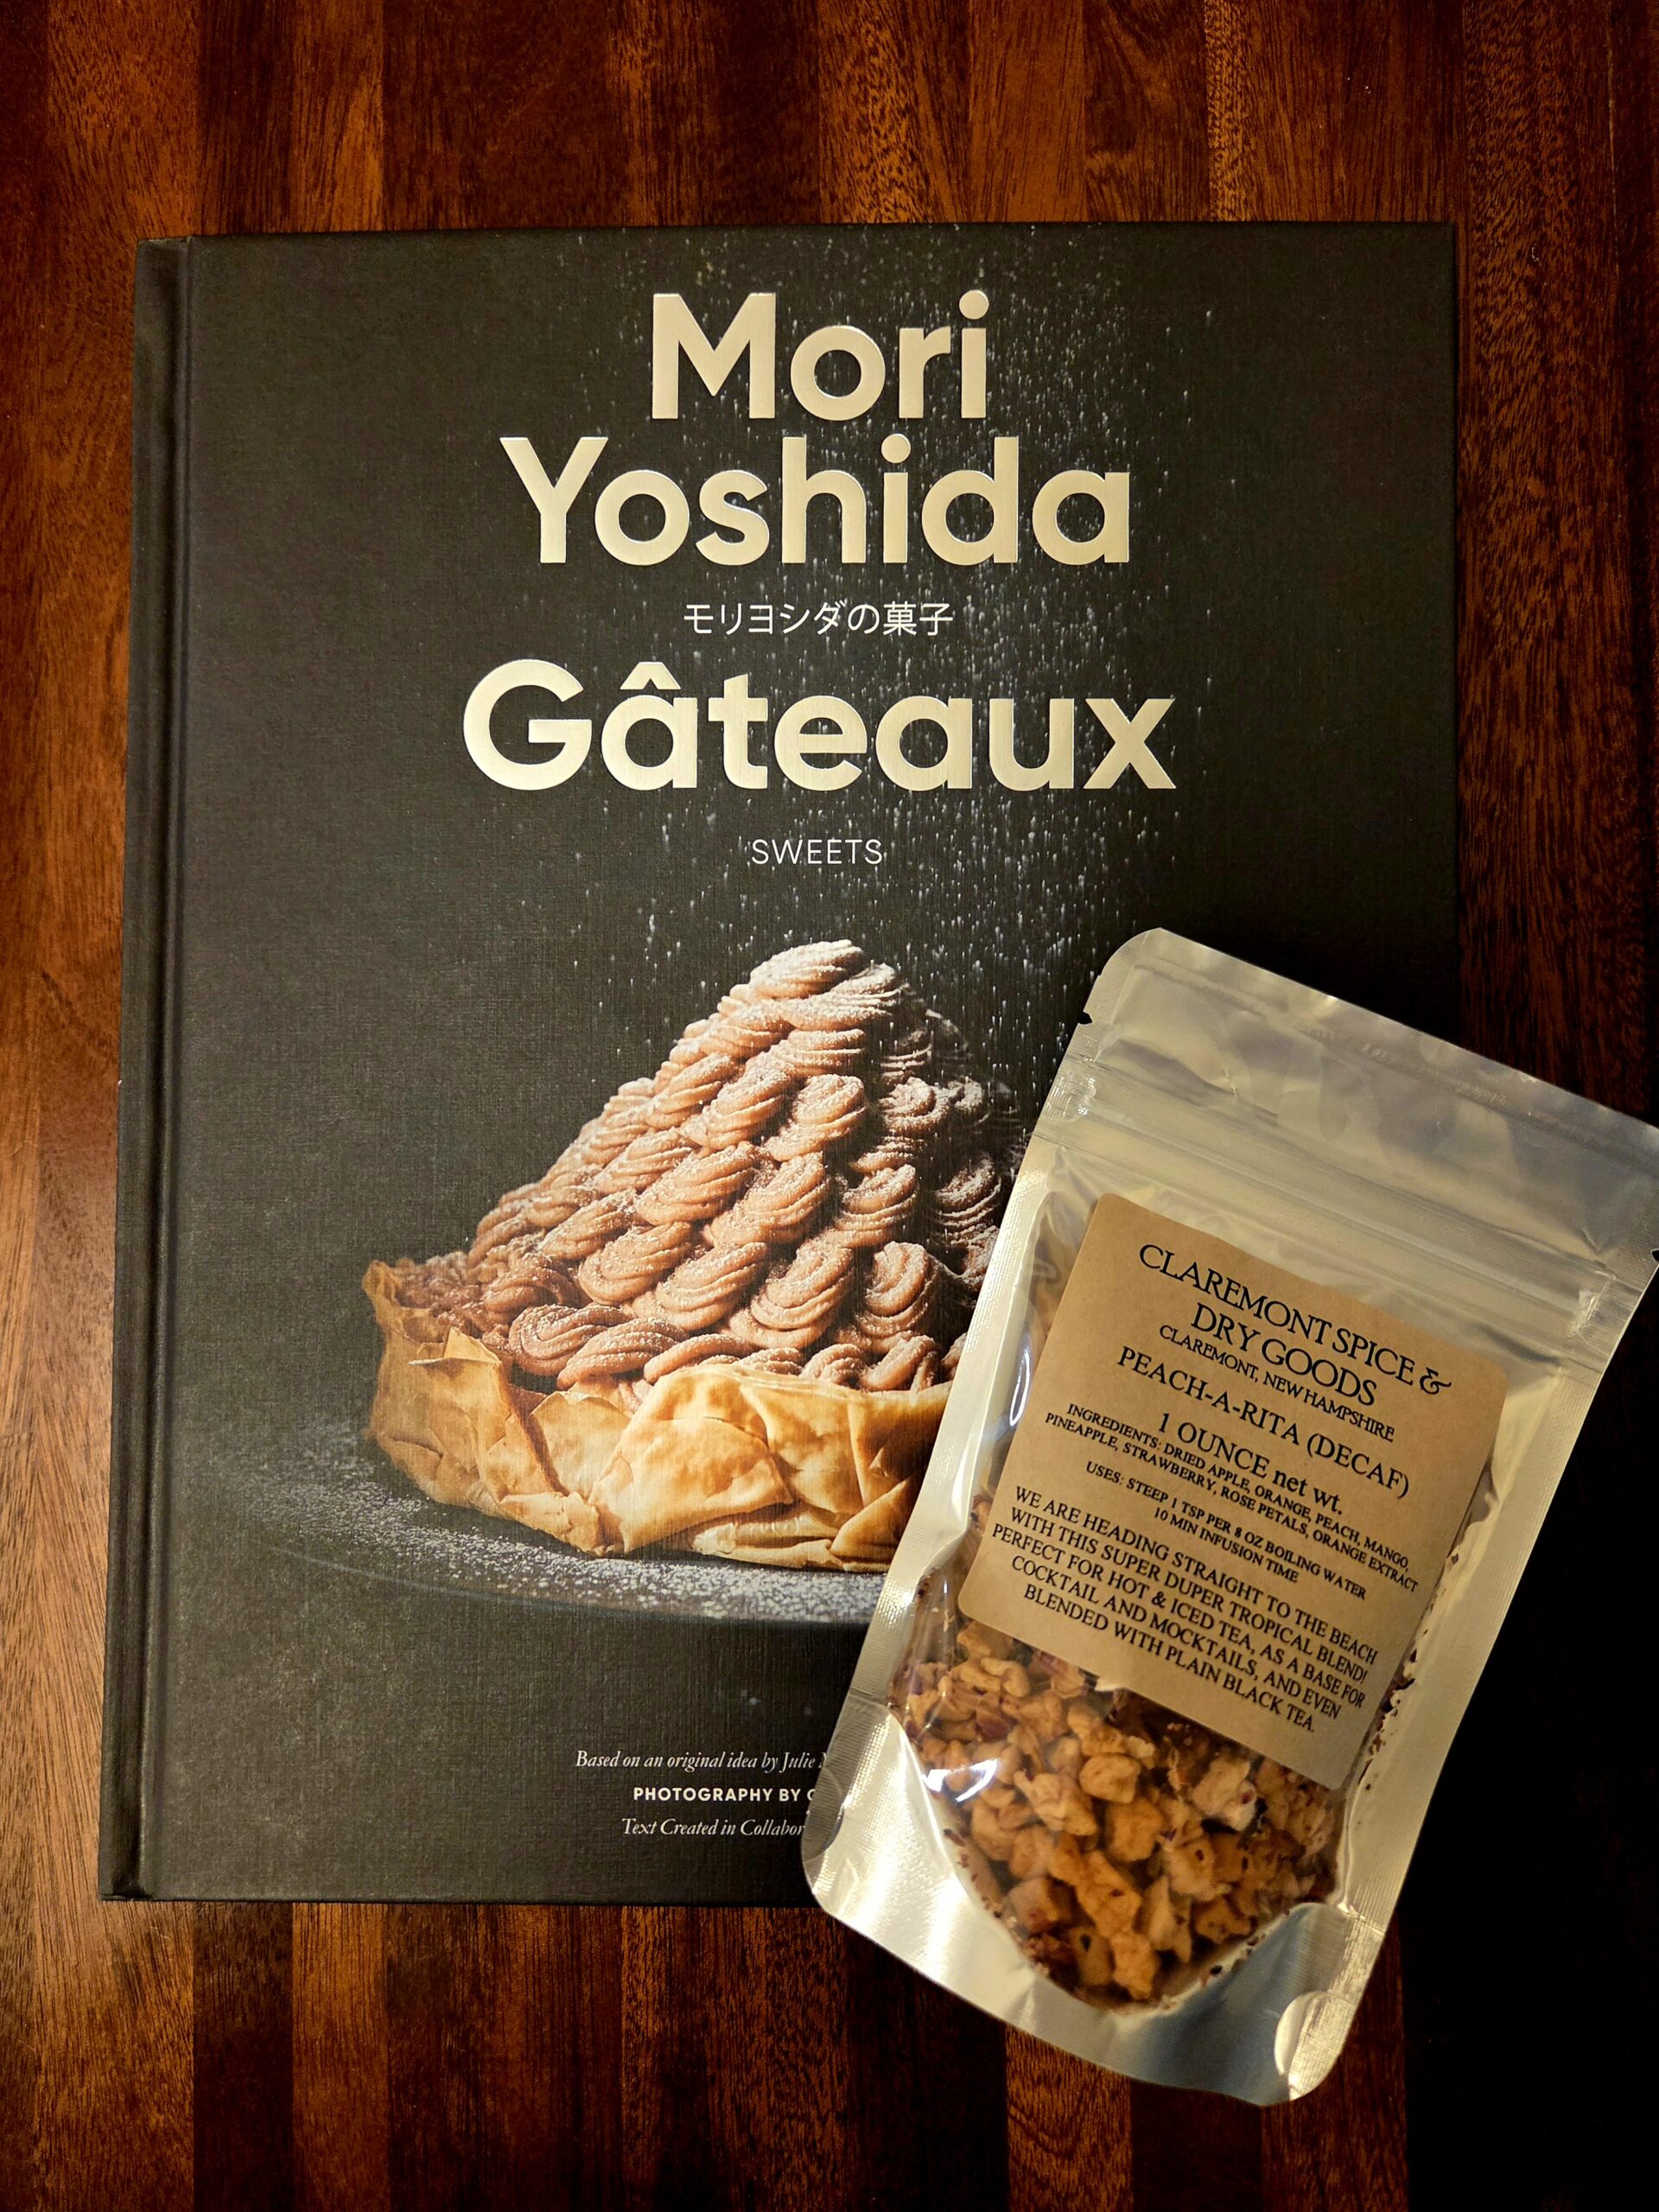 Mori
Yoshida
モリヨシダの菓子
Gâteaux
SWEETS
Based on an original idea by Julie
PHOTOGRAPHY BY
Text Created in
CLAREMONT SPICE &
DRY GOODS
CLAREMONT, NEW HAMPSHIRE
PEACH-A-RITA (DECAF)
1 OUNCE net wt.
INGREDIENTS: DRIED APPLE, ORANGE, PEACH, MANGO,
PINEAPPLE, STRAWBERRY, ROSE PETALS, ORANGE EXTRACT
USES: STEEP 1 TSP PER 8 OZ BOILING WATER
10 MIN INFUSION TIME
WE ARE HEADING STRAIGHT TO THE BEACH
WITH THIS SUPER DUPER TROPICAL BLEND!
PERFECT FOR HOT & ICED TEA, AS A BASE FOR
COCKTAIL AND MOCKTAILS, AND EVEN
BLENDED WITH PLAIN BLACK TEA.